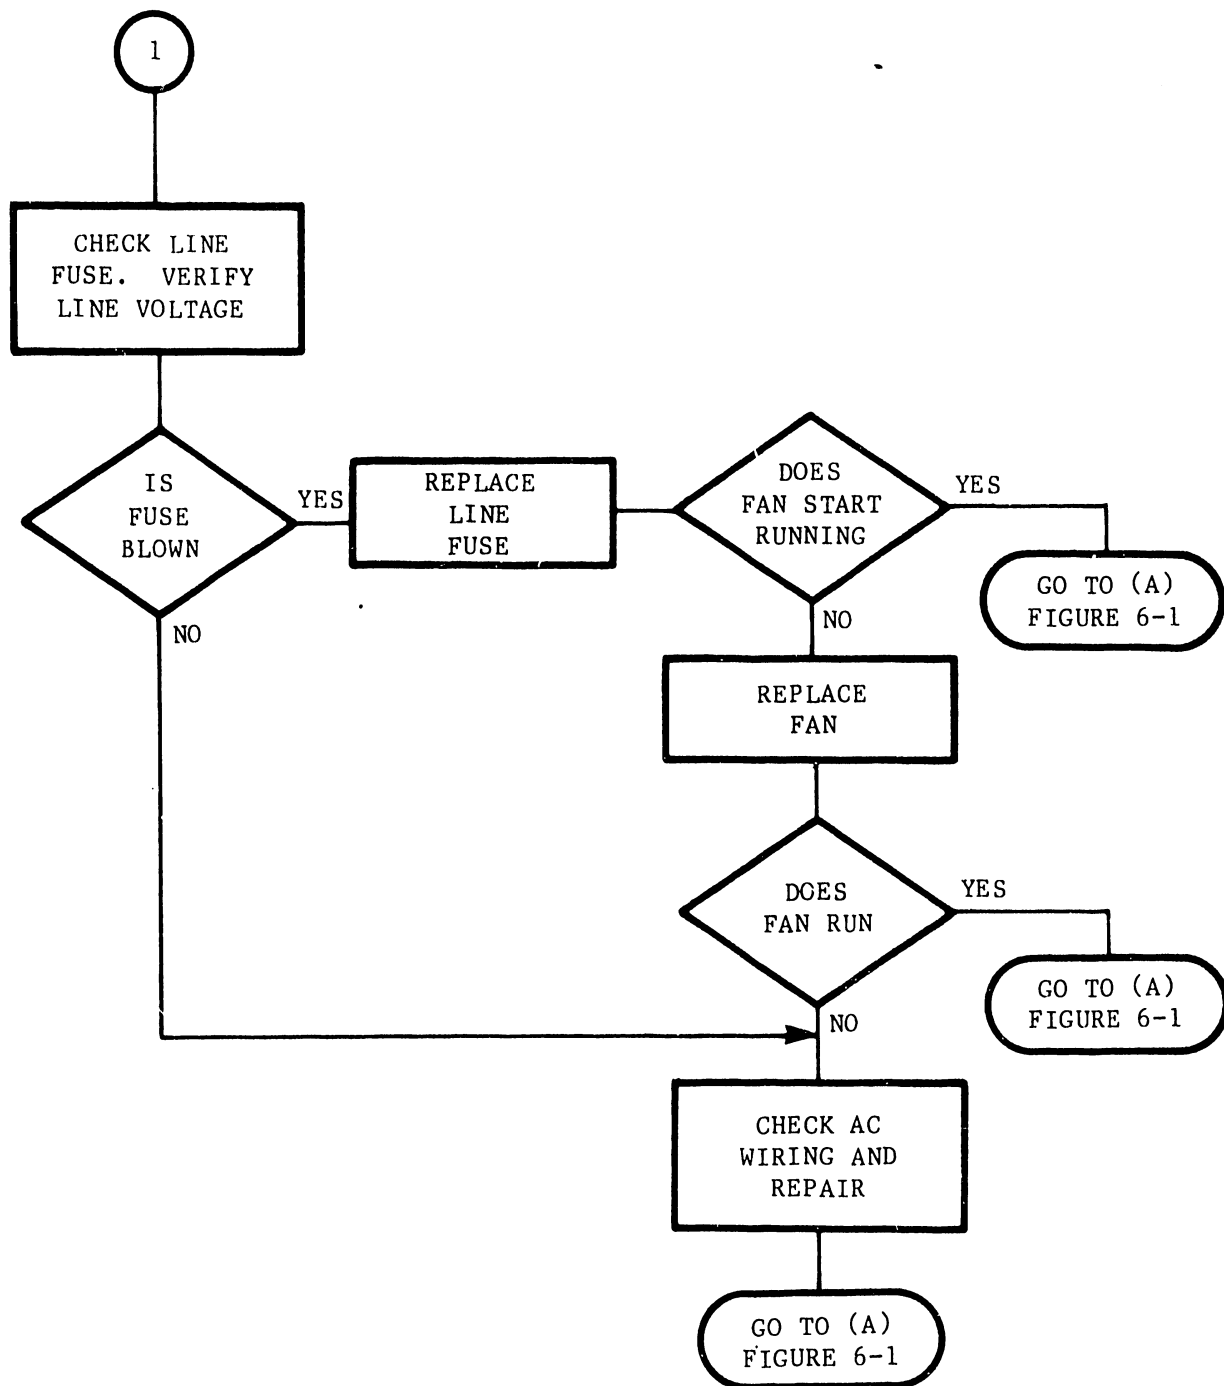 1
CHECK LINE
FUSE. VERIFY
LINE VOLTAGE
IS
FUSE
BLOWN
YES
REPLACE
LINE
FUSE
DOES
FAN START
RUNNING
YES
GO TO (A)
FIGURE 6-1
NO
NO
REPLACE
FAN
DOES
FAN RUN
YES
GO TO (A)
FIGURE 6-1
NO
CHECK AC
WIRING AND
REPAIR
GO TO (A)
FIGURE 6-1